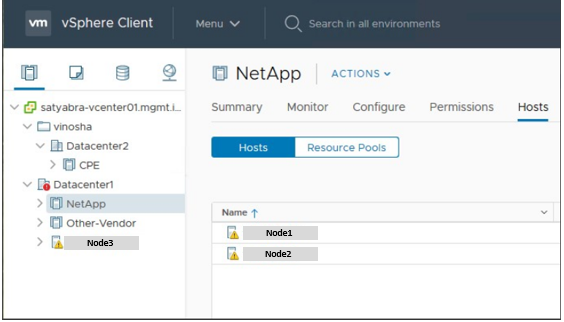 vm vSphere Client Menu Search in all environments
NetApp ACTIONS
Summary Monitor Configure Permissions Hosts
Hosts Resource Pools
satyabra-vcenter01.mgmt.i...
vinosha
Datacenter2
CPE
Datacenter1
NetApp
Other-Vendor
Node3
Name
Node1
Node2